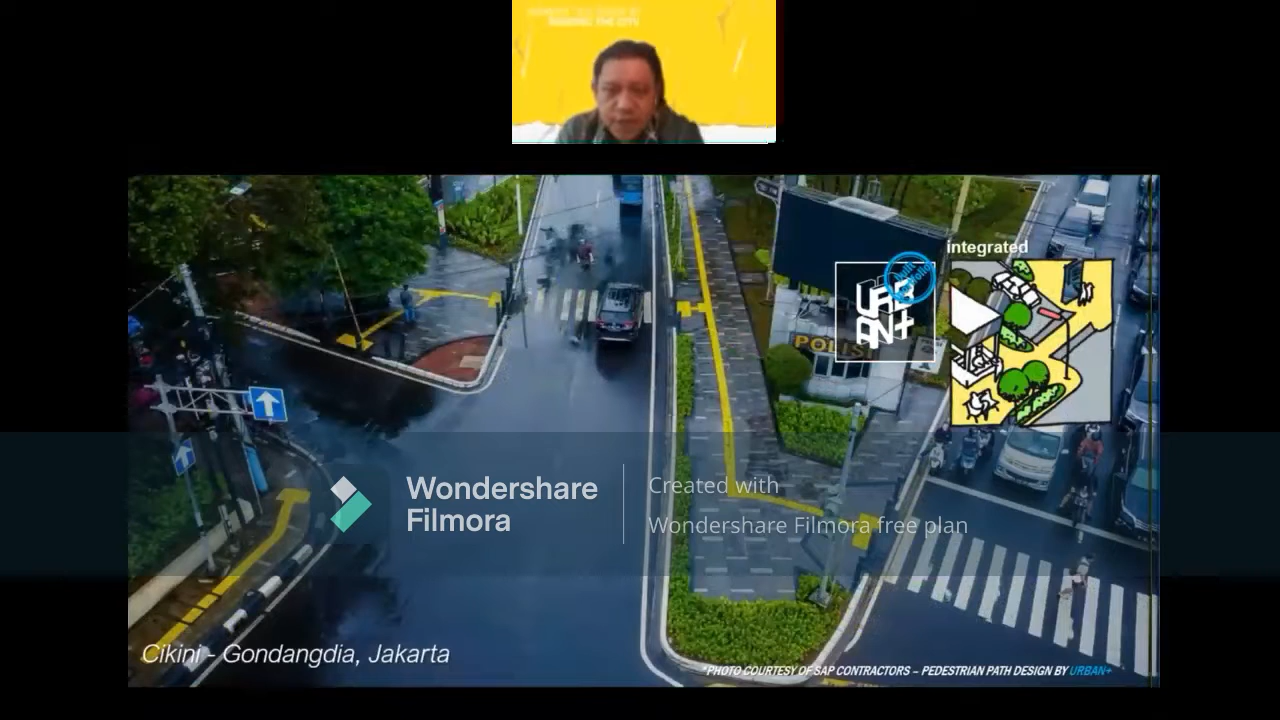 integrated
URB
AN+
POLISI
Wondershare
Filmora
Created with
Wondershare Filmora free plan
Cikini - Gondangdia, Jakarta
*PHOTO COURTESY OF SAP CONTRACTORS – PEDESTRIAN PATH DESIGN BY URBAN+